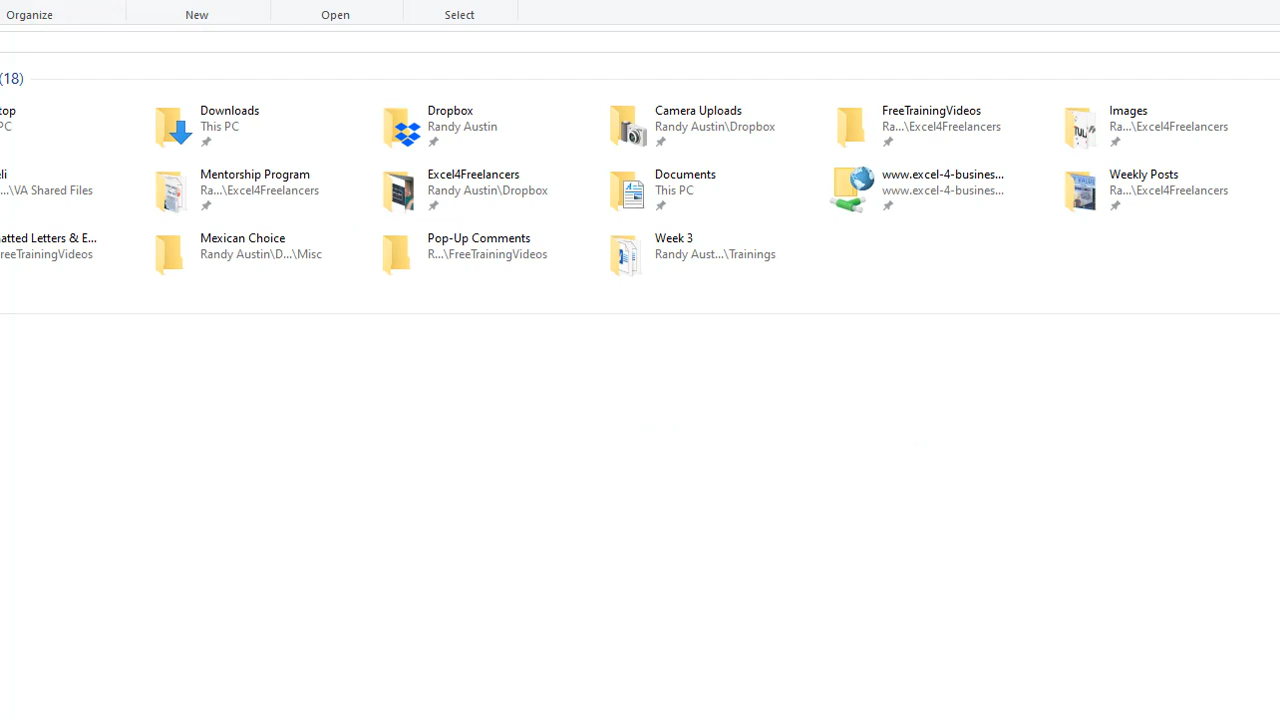 Organize
New
Open
Select
(18)
top
PC
Downloads
This PC
Dropbox
Randy Austin
Camera Uploads
Randy Austin\Dropbox
FreeTrainingVideos
Ra...\Excel4Freelancers
Images
Ra...\Excel4Freelancers
eli
...\VA Shared Files
Mentorship Program
Ra...\Excel4Freelancers
Excel4Freelancers
Randy Austin\Dropbox
Documents
This PC
www.excel-4-busines...
www.excel-4-busines...
Weekly Posts
Ra...\Excel4Freelancers
atted Letters & E...
reeTrainingVideos
Mexican Choice
Randy Austin\D...\Misc
Pop-Up Comments
R...\FreeTrainingVideos
Week 3
Randy Aust...\Trainings